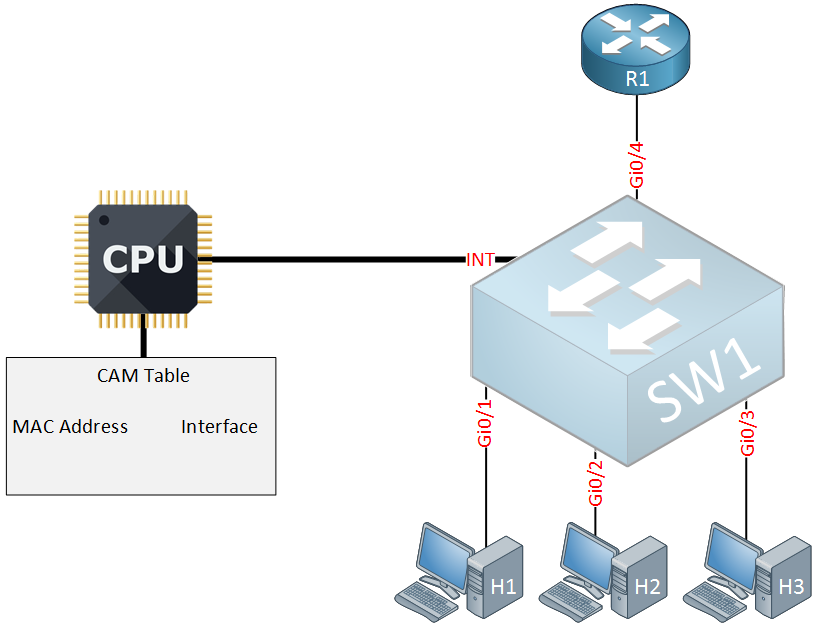 R1
Gi0/4
CPU
INT
CAM Table
MAC Address Interface
SW1
Gi0/1
Gi0/2
Gi0/3
H1
H2
H3